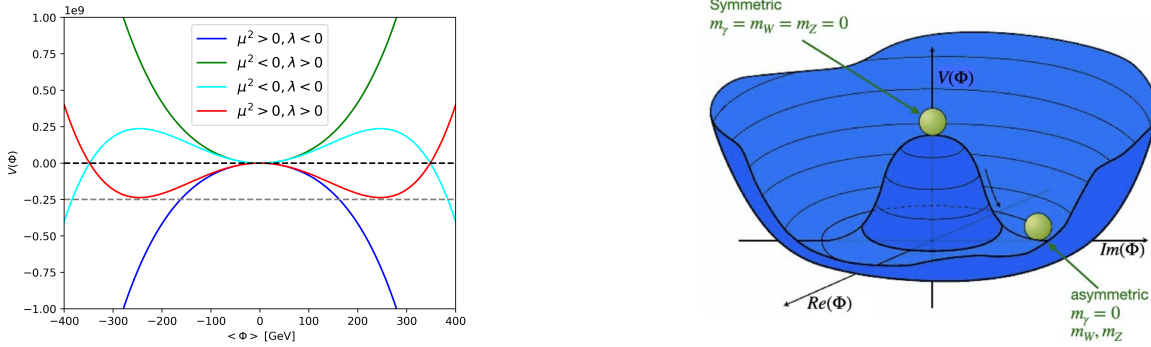 1e9
1.00
0.75
0.50
0.25
0.00
−0.25
−0.50
−0.75
−1.00
V(Φ)
μ² > 0, λ < 0
μ² < 0, λ > 0
μ² < 0, λ < 0
μ² > 0, λ > 0
−400
−300
−200
−100
0
100
200
300
400
< Φ > [GeV]
Symmetric
m_γ = m_W = m_Z = 0
V(Φ)
Im(Φ)
Re(Φ)
asymmetric
m_γ = 0
m_W, m_Z